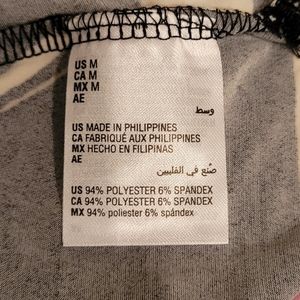 US M
CA M
MX M
AE
وسط
US MADE IN PHILIPPINES
CA FABRIQUÉ AUX PHILIPPINES
MX HECHO EN FILIPINAS
AE
صُنع في الفلبين
US 94% POLYESTER 6% SPANDEX
CA 94% POLYESTER 6% SPANDEX
MX 94% poliester 6% spándex